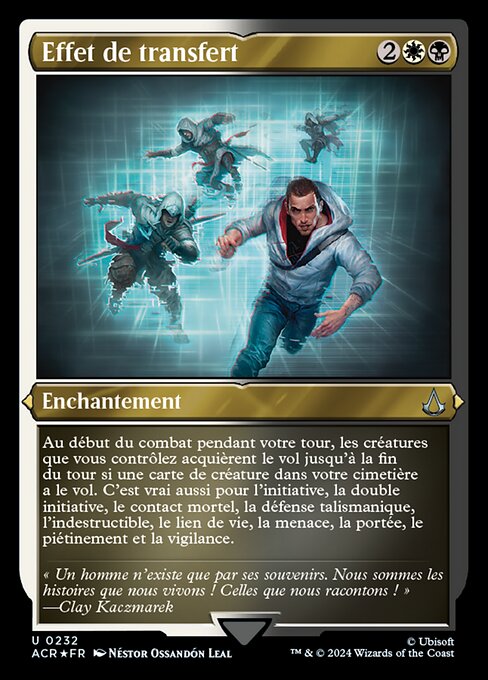 Effet de transfert 2
Enchantement
Au début du combat pendant votre tour, les créatures
que vous contrôlez acquièrent le vol jusqu'à la fin
du tour si une carte de créature dans votre cimetière
a le vol. C'est vrai aussi pour l'initiative, la double
initiative, le contact mortel, la défense talismanique,
l'indestructible, le lien de vie, la menace, la portée, le
piétinement et la vigilance.
« Un homme n'existe que par ses souvenirs. Nous sommes les
histoires que nous vivons ! Celles que nous racontons ! »
—Clay Kaczmarek
U 0232
ACR★FR Néstor Ossandón Leal
© Ubisoft
™ & © 2024 Wizards of the Coast